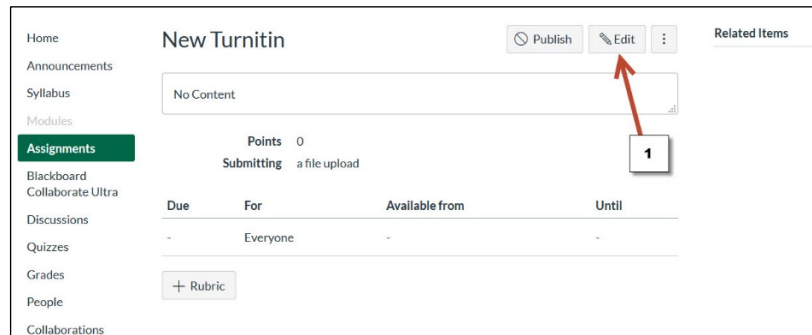 Home
Announcements
Syllabus
Modules
Assignments
Blackboard
Collaborate Ultra
Discussions
Quizzes
Grades
People
Collaborations
New Turnitin
Publish
Edit
No Content
Points 0
Submitting a file upload
1
Due For Available from Until
- Everyone - -
+ Rubric
Related Items